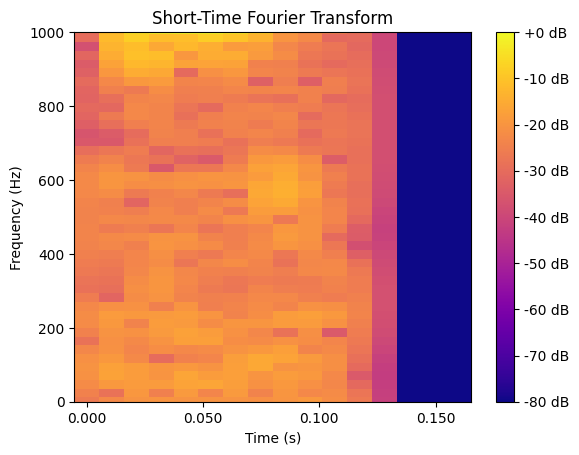 Short-Time Fourier Transform
1000
800
600
400
200
0
Frequency (Hz)
0.000
0.050
0.100
0.150
Time (s)
+0 dB
-10 dB
-20 dB
-30 dB
-40 dB
-50 dB
-60 dB
-70 dB
-80 dB